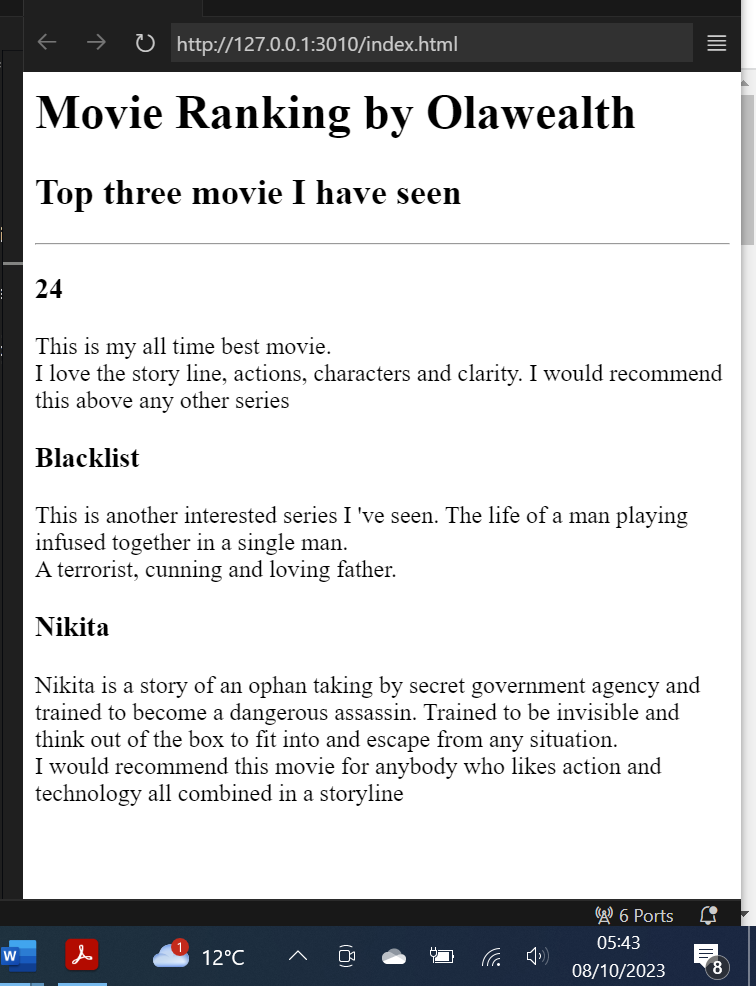 http://127.0.0.1:3010/index.html
Movie Ranking by Olawealth
Top three movie I have seen
24
This is my all time best movie.
I love the story line, actions, characters and clarity. I would recommend
this above any other series
Blacklist
This is another interested series I 've seen. The life of a man playing
infused together in a single man.
A terrorist, cunning and loving father.
Nikita
Nikita is a story of an ophan taking by secret government agency and
trained to become a dangerous assassin. Trained to be invisible and
think out of the box to fit into and escape from any situation.
I would recommend this movie for anybody who likes action and
technology all combined in a storyline
6 Ports
W
1
12°C
05:43
08/10/2023
8